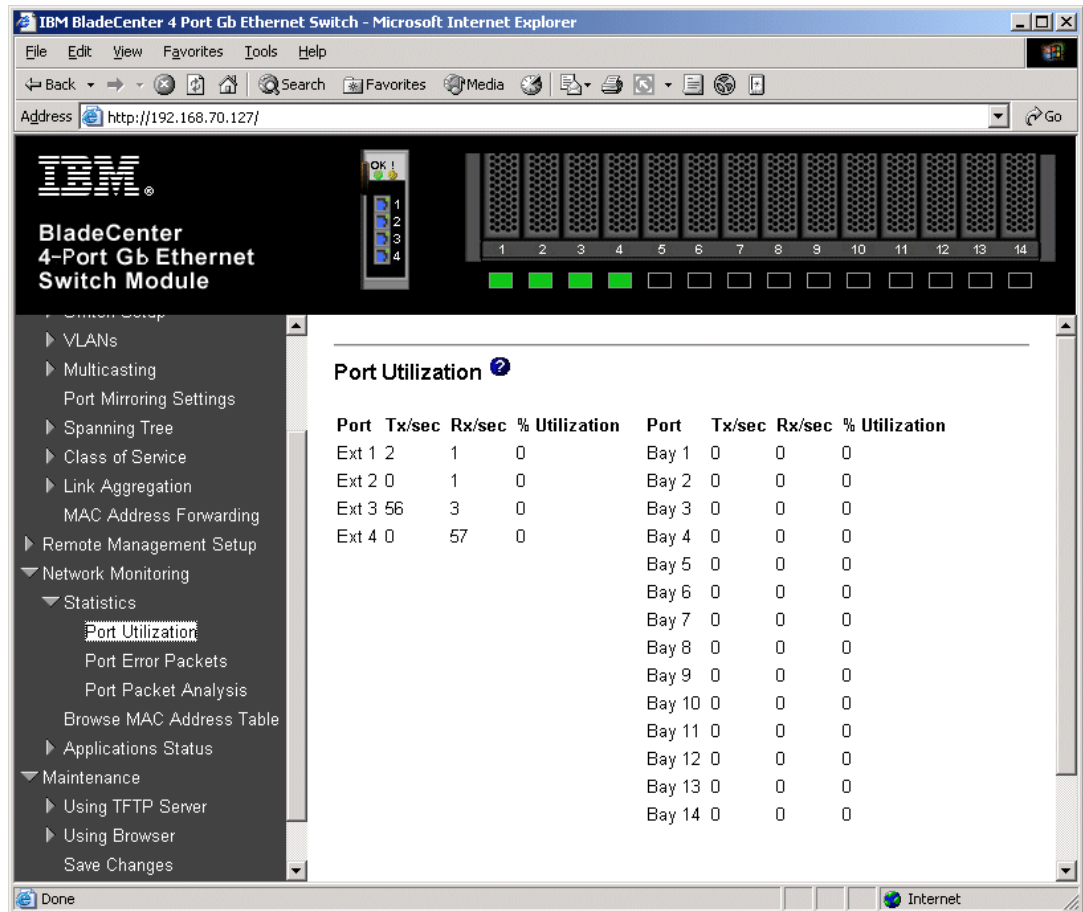 IBM BladeCenter 4 Port Gb Ethernet Switch - Microsoft Internet Explorer
File Edit View Favorites Tools Help
Back Search Favorites Media
Address http://192.168.70.127/ Go
IBM®
BladeCenter
4-Port Gb Ethernet
Switch Module
OK !
1
2
3
4
1 2 3 4 5 6 7 8 9 10 11 12 13 14
Switch Setup
VLANs
Multicasting
Port Mirroring Settings
Spanning Tree
Class of Service
Link Aggregation
MAC Address Forwarding
Remote Management Setup
Network Monitoring
Statistics
Port Utilization
Port Error Packets
Port Packet Analysis
Browse MAC Address Table
Applications Status
Maintenance
Using TFTP Server
Using Browser
Save Changes
Port Utilization ?
Port Tx/sec Rx/sec % Utilization Port Tx/sec Rx/sec % Utilization
Ext 1 2 1 0 Bay 1 0 0 0
Ext 2 0 1 0 Bay 2 0 0 0
Ext 3 56 3 0 Bay 3 0 0 0
Ext 4 0 57 0 Bay 4 0 0 0
Bay 5 0 0 0
Bay 6 0 0 0
Bay 7 0 0 0
Bay 8 0 0 0
Bay 9 0 0 0
Bay 10 0 0 0
Bay 11 0 0 0
Bay 12 0 0 0
Bay 13 0 0 0
Bay 14 0 0 0
Done Internet